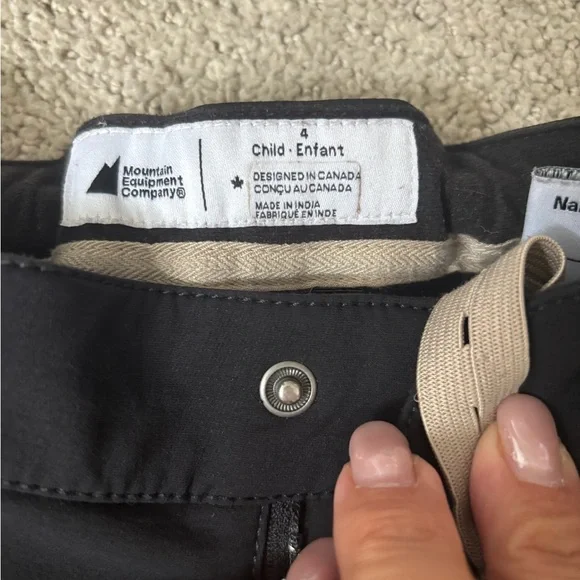 4
Child · Enfant
Mountain
Equipment
Company®
DESIGNED IN CANADA
CONÇU AU CANADA
MADE IN INDIA
FABRIQUÉ EN INDE